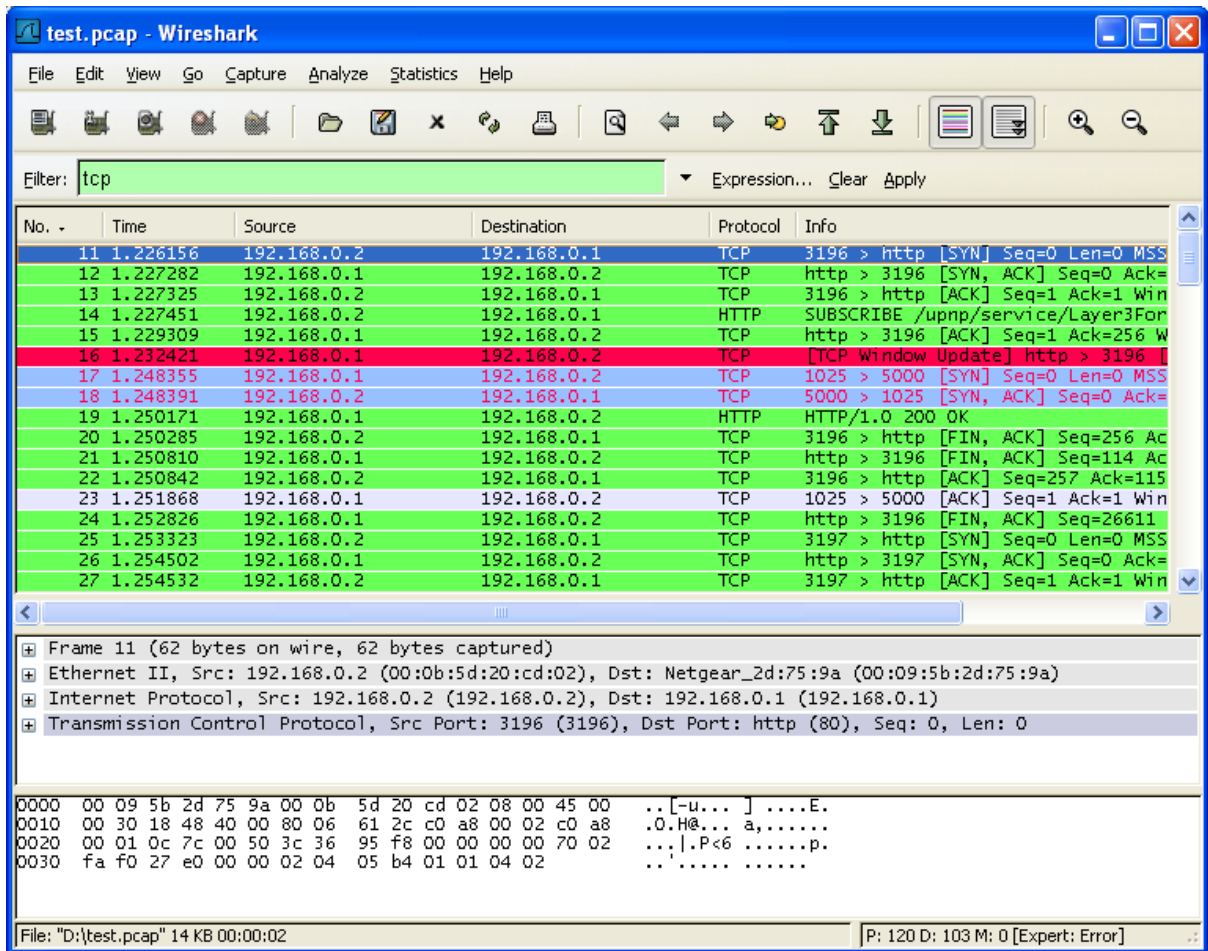 test.pcap - Wireshark
File Edit View Go Capture Analyze Statistics Help
Filter: tcp Expression... Clear Apply
No. Time Source Destination Protocol Info
11 1.226156 192.168.0.2 192.168.0.1 TCP 3196 > http [SYN] Seq=0 Len=0 MSS
12 1.227282 192.168.0.1 192.168.0.2 TCP http > 3196 [SYN, ACK] Seq=0 Ack=
13 1.227325 192.168.0.2 192.168.0.1 TCP 3196 > http [ACK] Seq=1 Ack=1 Win
14 1.227451 192.168.0.2 192.168.0.1 HTTP SUBSCRIBE /upnp/service/Layer3For
15 1.229309 192.168.0.1 192.168.0.2 TCP http > 3196 [ACK] Seq=1 Ack=256 W
16 1.232421 192.168.0.1 192.168.0.2 TCP [TCP Window Update] http > 3196 [
17 1.248355 192.168.0.1 192.168.0.2 TCP 1025 > 5000 [SYN] Seq=0 Len=0 MSS
18 1.248391 192.168.0.2 192.168.0.1 TCP 5000 > 1025 [SYN, ACK] Seq=0 Ack=
19 1.250171 192.168.0.1 192.168.0.2 HTTP HTTP/1.0 200 OK
20 1.250285 192.168.0.2 192.168.0.1 TCP 3196 > http [FIN, ACK] Seq=256 Ac
21 1.250810 192.168.0.1 192.168.0.2 TCP http > 3196 [FIN, ACK] Seq=114 Ac
22 1.250842 192.168.0.2 192.168.0.1 TCP 3196 > http [ACK] Seq=257 Ack=115
23 1.251868 192.168.0.1 192.168.0.2 TCP 1025 > 5000 [ACK] Seq=1 Ack=1 Win
24 1.252826 192.168.0.1 192.168.0.2 TCP http > 3196 [FIN, ACK] Seq=26611
25 1.253323 192.168.0.2 192.168.0.1 TCP 3197 > http [SYN] Seq=0 Len=0 MSS
26 1.254502 192.168.0.1 192.168.0.2 TCP http > 3197 [SYN, ACK] Seq=0 Ack=
27 1.254532 192.168.0.2 192.168.0.1 TCP 3197 > http [ACK] Seq=1 Ack=1 Win
Frame 11 (62 bytes on wire, 62 bytes captured)
Ethernet II, Src: 192.168.0.2 (00:0b:5d:20:cd:02), Dst: Netgear_2d:75:9a (00:09:5b:2d:75:9a)
Internet Protocol, Src: 192.168.0.2 (192.168.0.2), Dst: 192.168.0.1 (192.168.0.1)
Transmission Control Protocol, Src Port: 3196 (3196), Dst Port: http (80), Seq: 0, Len: 0
0000 00 09 5b 2d 75 9a 00 0b 5d 20 cd 02 08 00 45 00 ..[-u... ] ....E.
0010 00 30 18 48 40 00 80 06 61 2c c0 a8 00 02 c0 a8 .0.H@... a,......
0020 00 01 0c 7c 00 50 3c 36 95 f8 00 00 00 00 70 02 ...|.P<6 ......p.
0030 fa f0 27 e0 00 00 02 04 05 b4 01 01 04 02 ..'..... ......
File: "D:\test.pcap" 14 KB 00:00:02 P: 120 D: 103 M: 0 [Expert: Error]